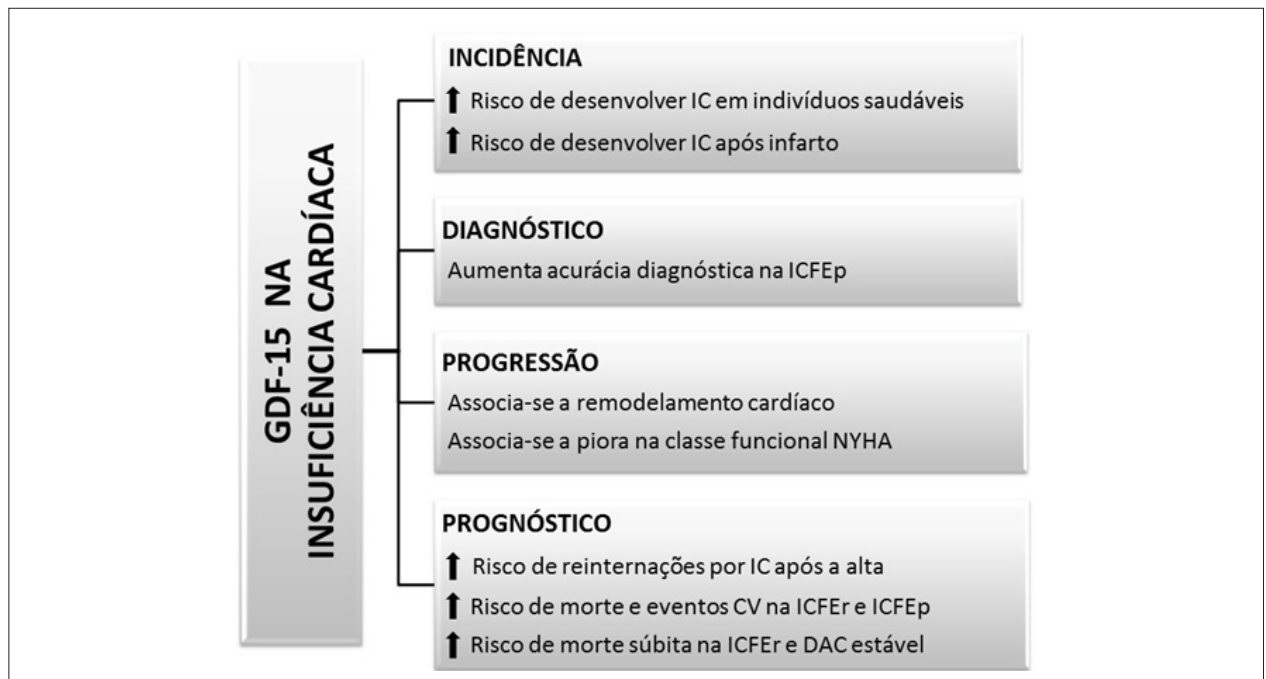 GDF-15 NA
INSUFICIÊNCIA CARDÍACA
INCIDÊNCIA
⬆ Risco de desenvolver IC em indivíduos saudáveis
⬆ Risco de desenvolver IC após infarto
DIAGNÓSTICO
Aumenta acurácia diagnóstica na ICFEp
PROGRESSÃO
Associa-se a remodelamento cardíaco
Associa-se a piora na classe funcional NYHA
PROGNÓSTICO
⬆ Risco de reinternações por IC após a alta
⬆ Risco de morte e eventos CV na ICFEr e ICFEp
⬆ Risco de morte súbita na ICFEr e DAC estável